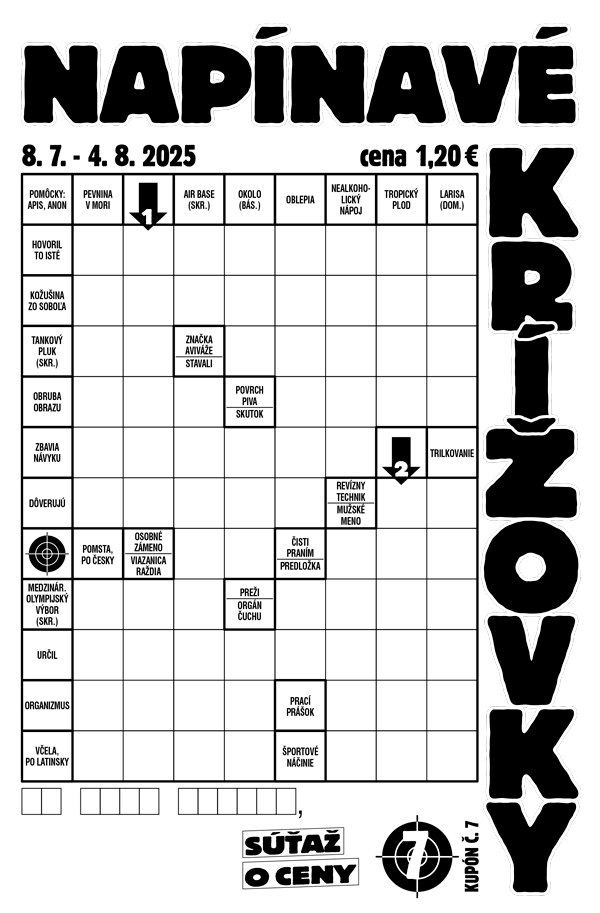 NAPÍNAVÉ
KRÍŽOVKY
8. 7. - 4. 8. 2025
cena 1,20 €
POMÔCKY:
APIS, ANON
PEVNINA
V MORI
1
AIR BASE
(SKR.)
OKOLO
(BÁS.)
OBLEPIA
NEALKOHO-
LICKÝ
NÁPOJ
TROPICKÝ
PLOD
LARISA
(DOM.)
HOVORIL
TO ISTÉ
KOŽUŠINA
ZO SOBOĽA
TANKOVÝ
PLUK
(SKR.)
ZNAČKA
AVIVÁŽE
STAVALI
OBRUBA
OBRAZU
POVRCH
PIVA
SKUTOK
ZBAVIA
NÁVYKU
2
TRILKOVANIE
DÔVERUJÚ
REVÍZNY
TECHNIK
MUŽSKÉ
MENO
POMSTA,
PO ČESKY
OSOBNÉ
ZÁMENO
VIAZANICA
RAŽDIA
ČISTI
PRANÍM
PREDLOŽKA
MEDZINÁR.
OLYMPIJSKÝ
VÝBOR
(SKR.)
PREŽI
ORGÁN
ČUCHU
URČIL
ORGANIZMUS
PRACÍ
PRÁŠOK
VČELA,
PO LATINSKY
ŠPORTOVÉ
NÁČINIE
,
SÚŤAŽ
O CENY
7
KUPÓN Č. 7